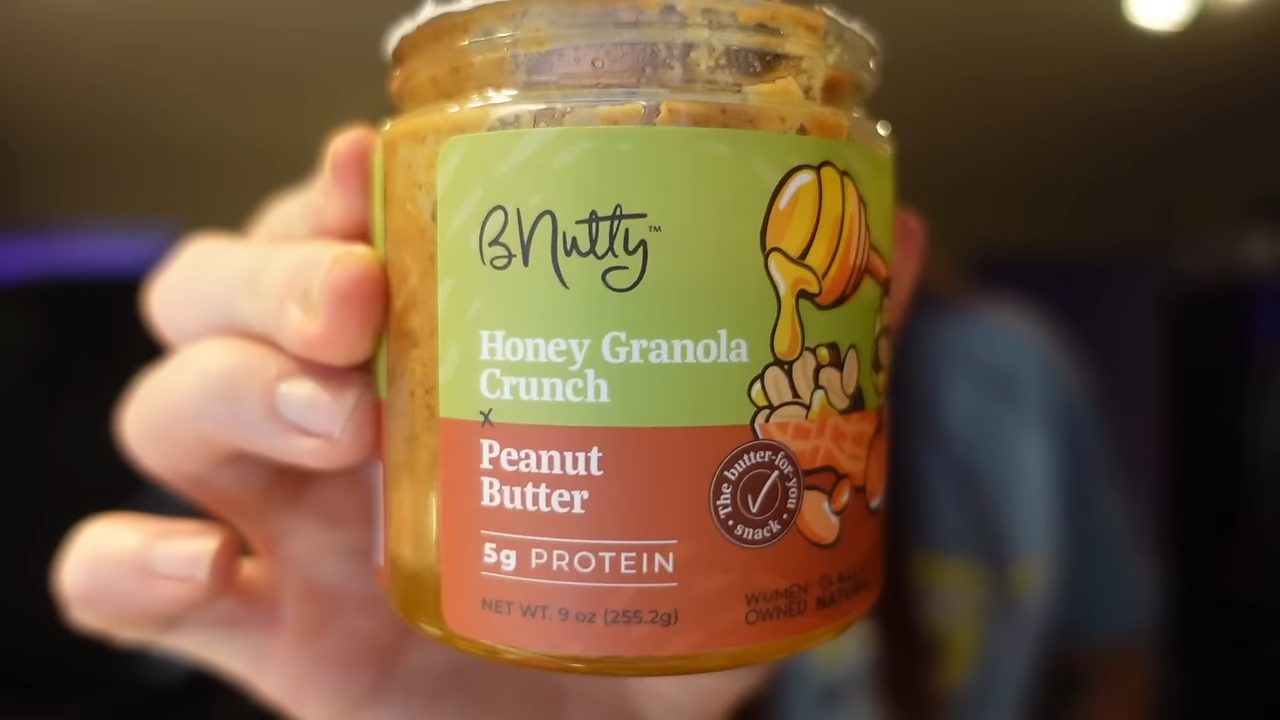 BNutty™
Honey Granola
Crunch
x
Peanut
Butter
5g PROTEIN
NET WT. 9 oz (255.2g)
The butter-for-you
snack
WOMEN
OWNED